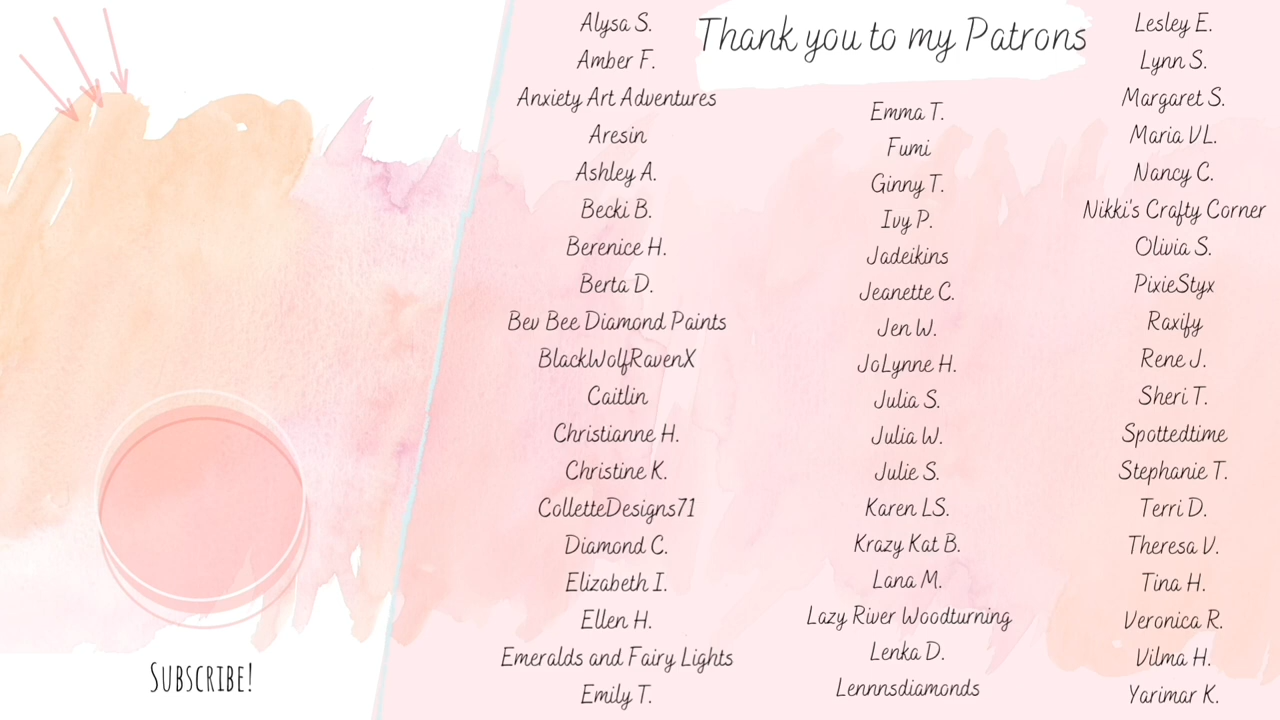 Thank you to my Patrons
Alysa S.
Amber F.
Anxiety Art Adventures
Aresin
Ashley A.
Becki B.
Berenice H.
Berta D.
Bev Bee Diamond Paints
BlackWolfRavenX
Caitlin
Christianne H.
Christine K.
ColletteDesigns71
Diamond C.
Elizabeth I.
Ellen H.
Emeralds and Fairy Lights
Emily T.
Emma T.
Fumi
Ginny T.
Ivy P.
Jadeikins
Jeanette C.
Jen W.
JoLynne H.
Julia S.
Julia W.
Julie S.
Karen LS.
Krazy Kat B.
Lana M.
Lazy River Woodturning
Lenka D.
Lennnsdiamonds
Lesley E.
Lynn S.
Margaret S.
Maria VL.
Nancy C.
Nikki's Crafty Corner
Olivia S.
PixieStyx
Raxify
Rene J.
Sheri T.
Spottedtime
Stephanie T.
Terri D.
Theresa V.
Tina H.
Veronica R.
Vilma H.
Yarimar K.
Subscribe!